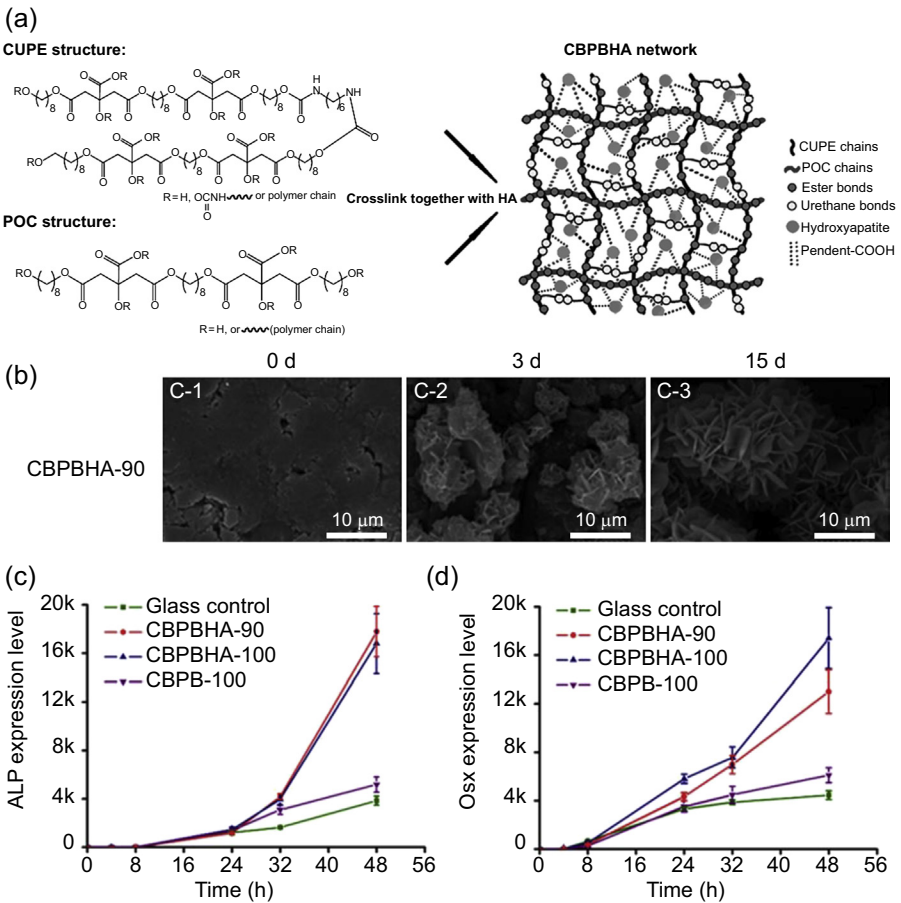 (a)
CUPE structure:
CBPBHA network
OR
O
OR
O
O
O
O
O
H
N
NH
RO
8
O
OR
O
O
8
O
OR
O
O
8
O
6
O
OR
O
OR
O
O
O
O
O
O
RO
8
O
OR
O
8
O
OR
O
8
R=H, OCNH or polymer chain
O
Crosslink together with HA
POC structure:
OR
O
OR
O
RO
O
O
O
O
OR
8
O
OR
O
8
O
OR
O
8
R=H, or (polymer chain)
CUPE chains
POC chains
Ester bonds
Urethane bonds
Hydroxyapatite
Pendent-COOH
(b)
0 d
3 d
15 d
CBPBHA-90
C-1
C-2
C-3
10 μm
10 μm
10 μm
(c)
ALP expression level
20k
16k
12k
8k
4k
0
0 8 16 24 32 40 48 56
Time (h)
Glass control
CBPBHA-90
CBPBHA-100
CBPB-100
(d)
Osx expression level
20k
16k
12k
8k
4k
0
0 8 16 24 32 40 48 56
Time (h)
Glass control
CBPBHA-90
CBPBHA-100
CBPB-100